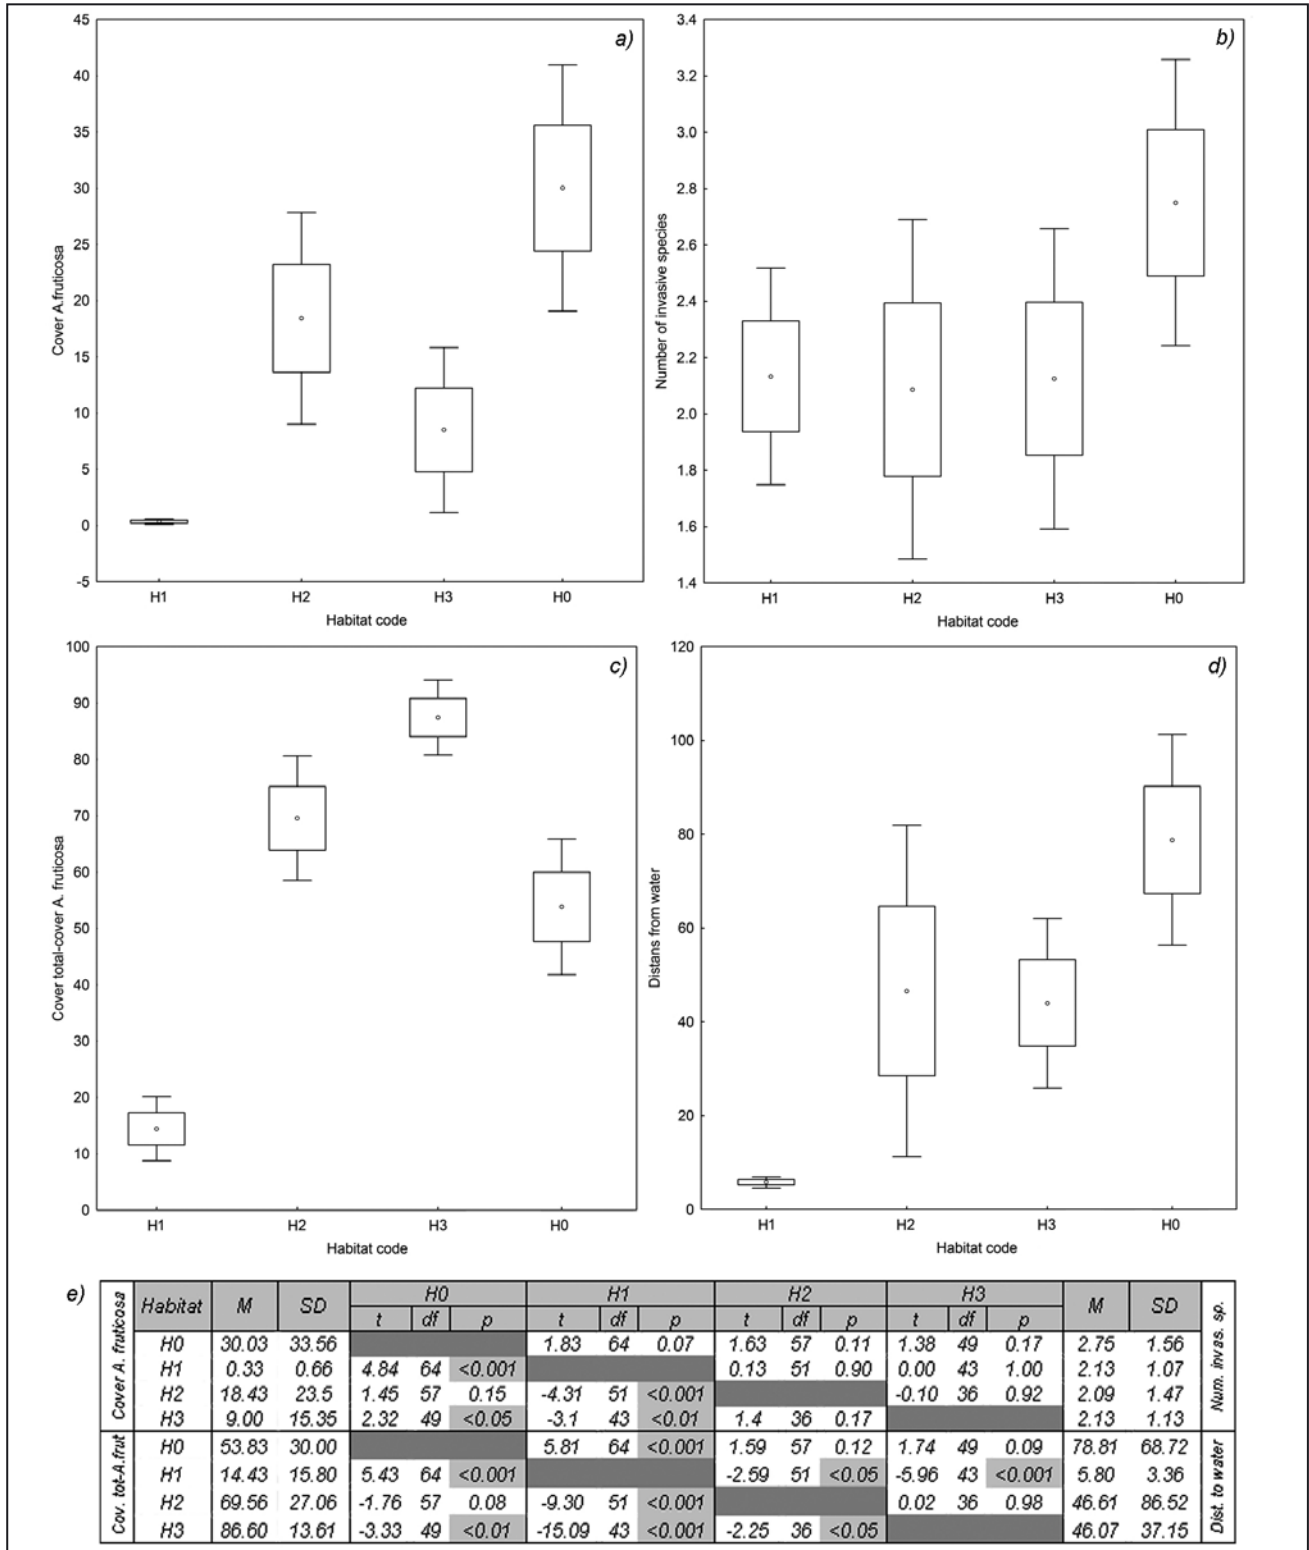 a)
45
40
35
30
25
20
15
10
5
0
-5
Cover A.fruticosa
H1 H2 H3 H0
Habitat code
b)
3.4
3.2
3.0
2.8
2.6
2.4
2.2
2.0
1.8
1.6
1.4
Number of invasive species
H1 H2 H3 H0
Habitat code
c)
100
90
80
70
60
50
40
30
20
10
0
Cover total-cover A. fruticosa
H1 H2 H3 H0
Habitat code
d)
120
100
80
60
40
20
0
Distans from water
H1 H2 H3 H0
Habitat code
e)
Cover A. fruticosa
Cov. tot-A.frut
Habitat M SD H0 H1 H2 H3 M SD
t df p t df p t df p t df p
H0 30.03 33.56 1.83 64 0.07 1.63 57 0.11 1.38 49 0.17 2.75 1.56
H1 0.33 0.66 4.84 64 <0.001 0.13 51 0.90 0.00 43 1.00 2.13 1.07
H2 18.43 23.5 1.45 57 0.15 -4.31 51 <0.001 -0.10 36 0.92 2.09 1.47
H3 9.00 15.35 2.32 49 <0.05 -3.1 43 <0.01 1.4 36 0.17 2.13 1.13
H0 53.83 30.00 5.81 64 <0.001 1.59 57 0.12 1.74 49 0.09 78.81 68.72
H1 14.43 15.80 5.43 64 <0.001 -2.59 51 <0.05 -5.96 43 <0.001 5.80 3.36
H2 69.56 27.06 -1.76 57 0.08 -9.30 51 <0.001 0.02 36 0.98 46.61 86.52
H3 86.60 13.61 -3.33 49 <0.01 -15.09 43 <0.001 -2.25 36 <0.05 46.07 37.15
Num. invas. sp.
Dist. to water